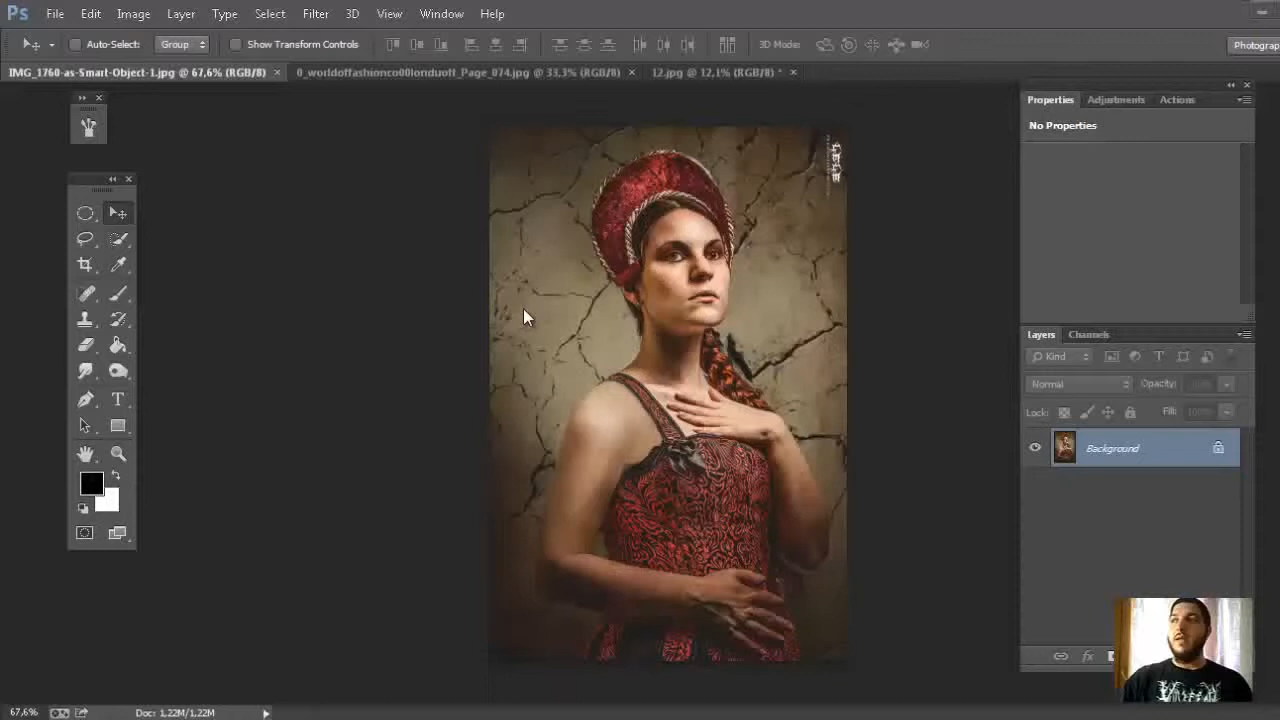 Ps File Edit Image Layer Type Select Filter 3D View Window Help
Auto-Select: Group Show Transform Controls 3D Mode: Photograp
IMG_1760-as-Smart-Object-1.jpg @ 67,6% (RGB/8) × 0_worldoffashionco00londuoft_Page_074.jpg @ 33,3% (RGB/8) × 12.jpg @ 12,1% (RGB/8) * ×
Properties Adjustments Actions
No Properties
Layers Channels
Kind
Normal Opacity:
Lock: Fill: 100%
Background
fx
67,6% Doc: 1,22M/1,22M